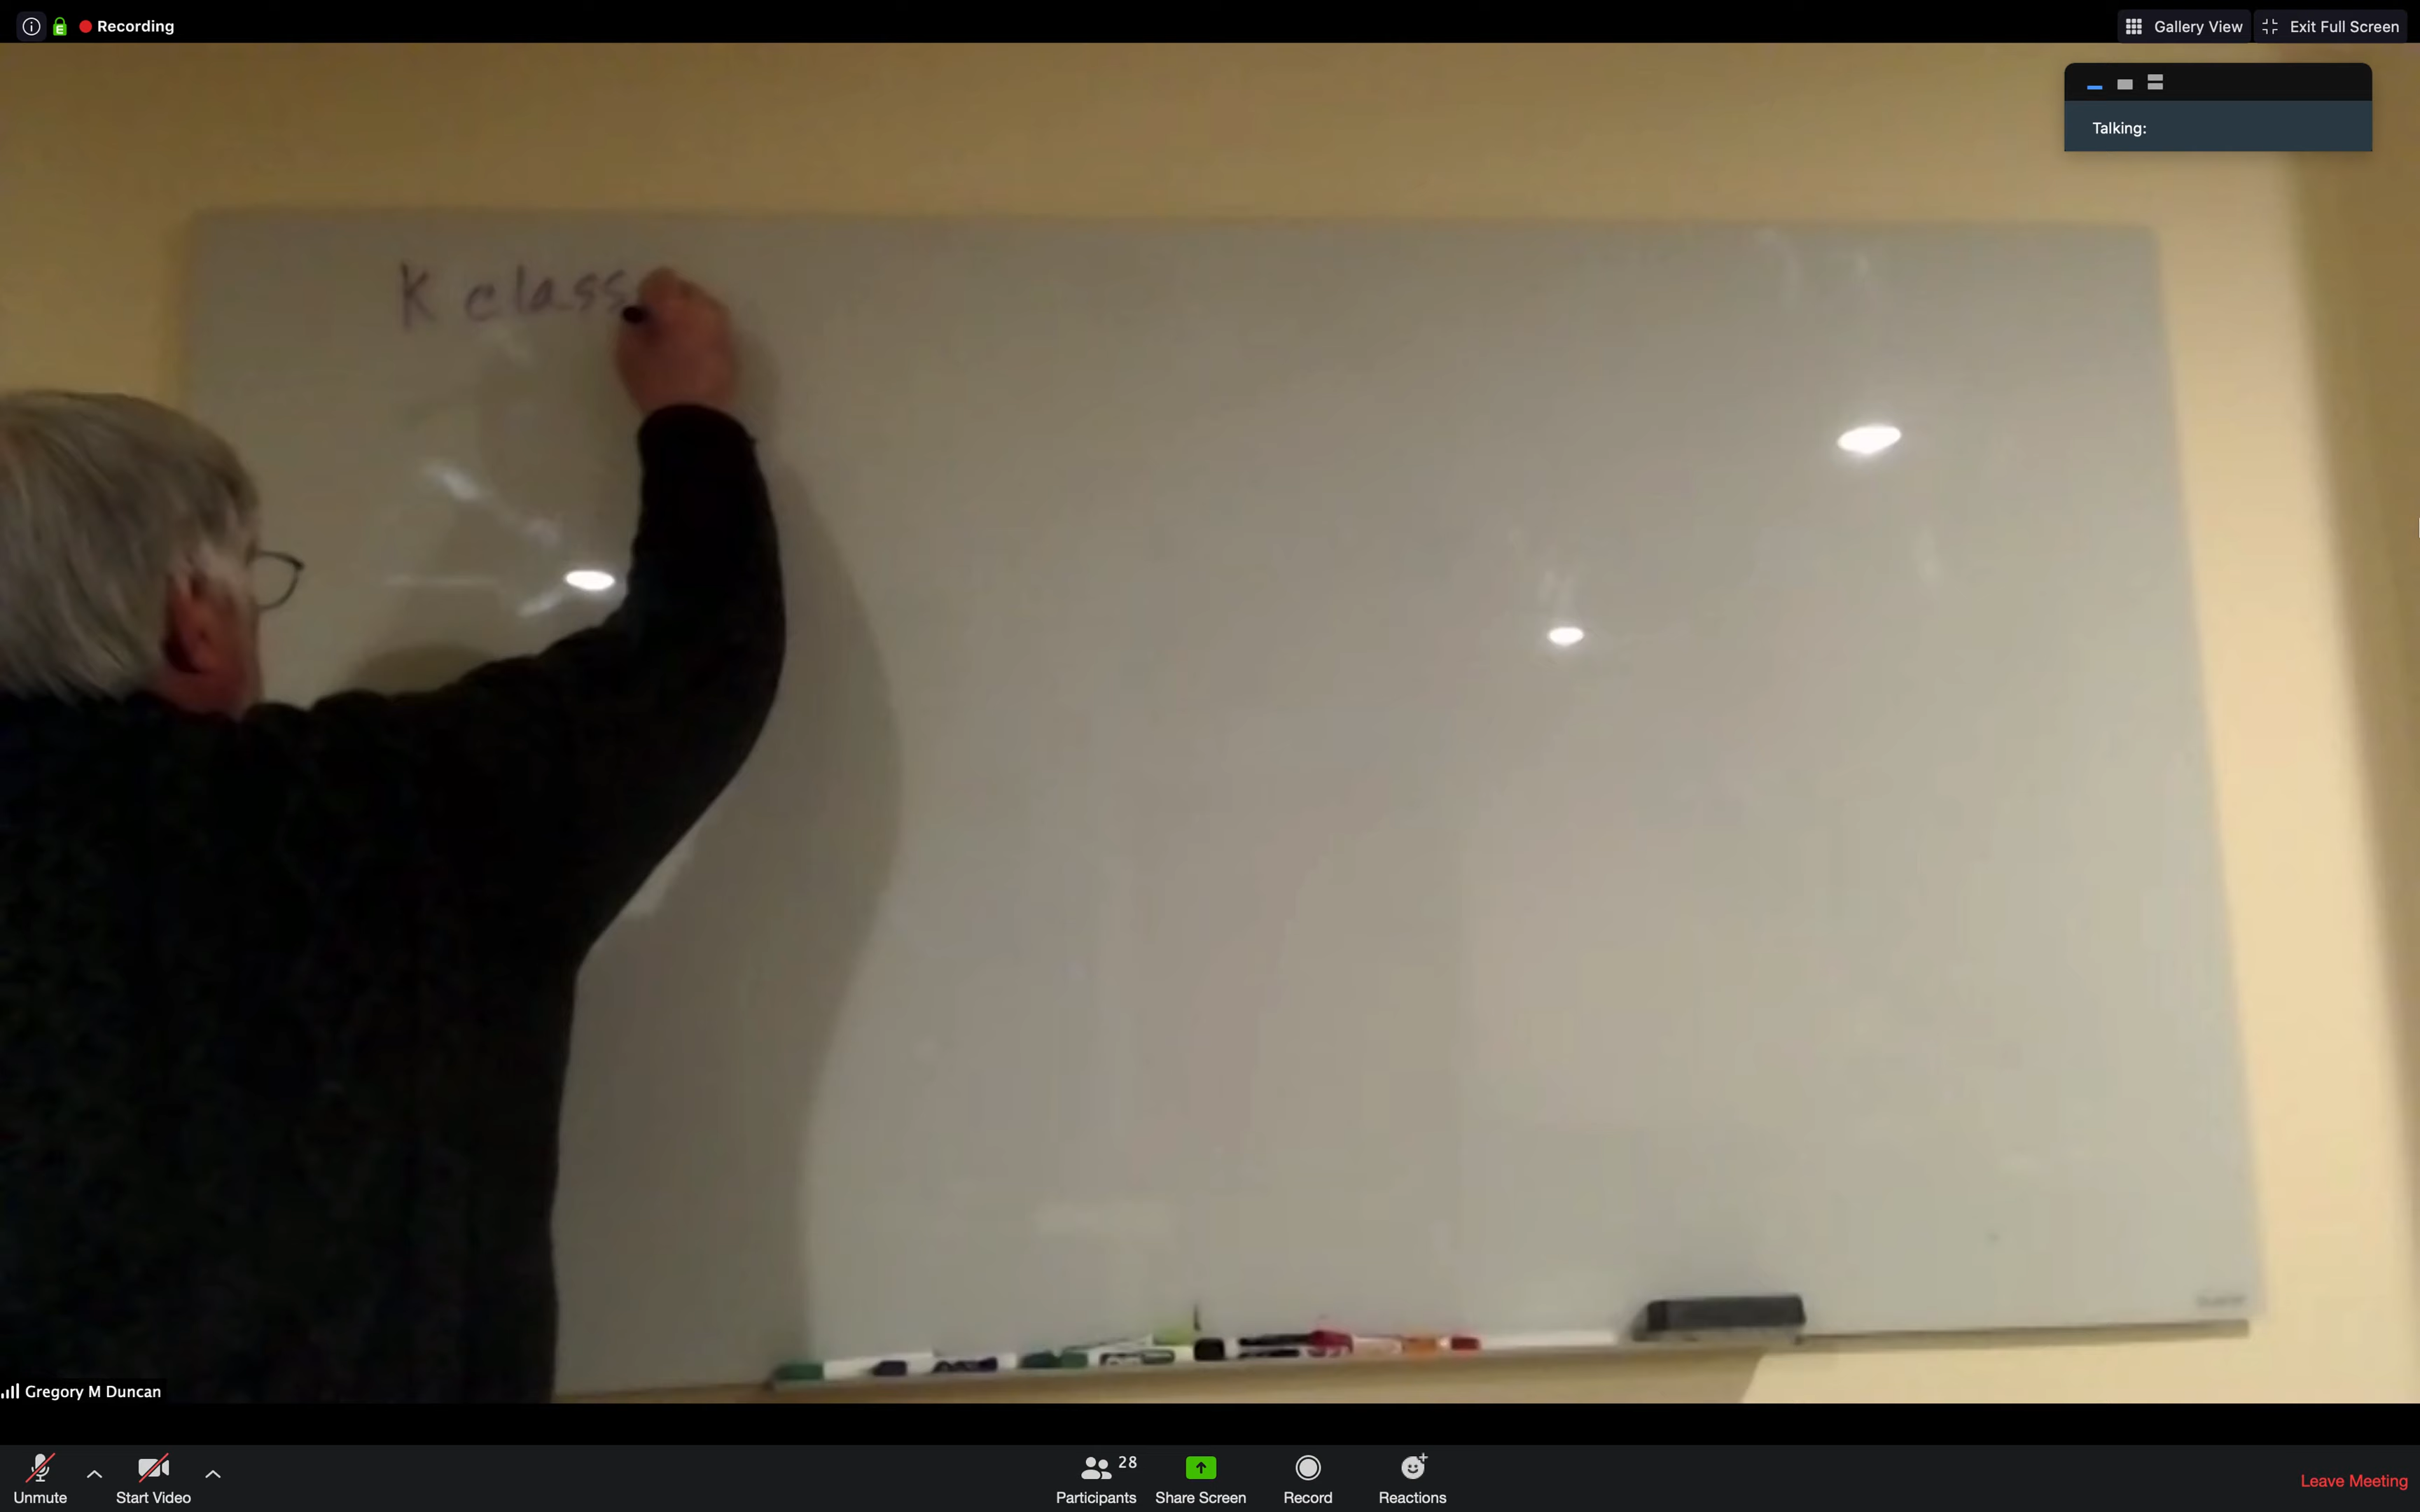 Recording
Gallery View
Exit Full Screen
Talking:
K class
Gregory M Duncan
Unmute
Start Video
28
Participants
Share Screen
Record
Reactions
Leave Meeting